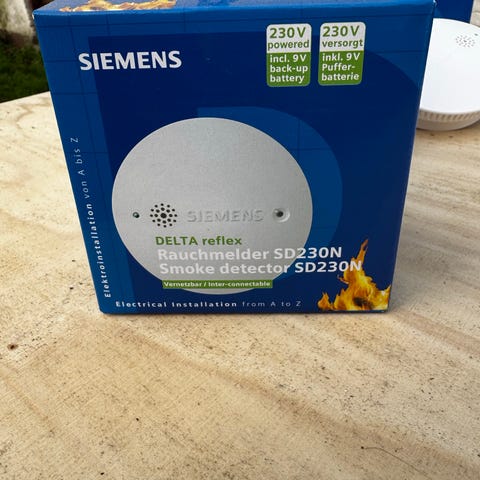 SIEMENS
230V
powered
incl. 9V
back-up
battery
230V
versorgt
inkl. 9V
Puffer-
batterie
SIEMENS
DELTA reflex
Rauchmelder SD230N
Smoke detector SD230N
Vernetzbar / Inter-connectable
Elektroinstallation von A bis Z
Electrical Installation from A to Z